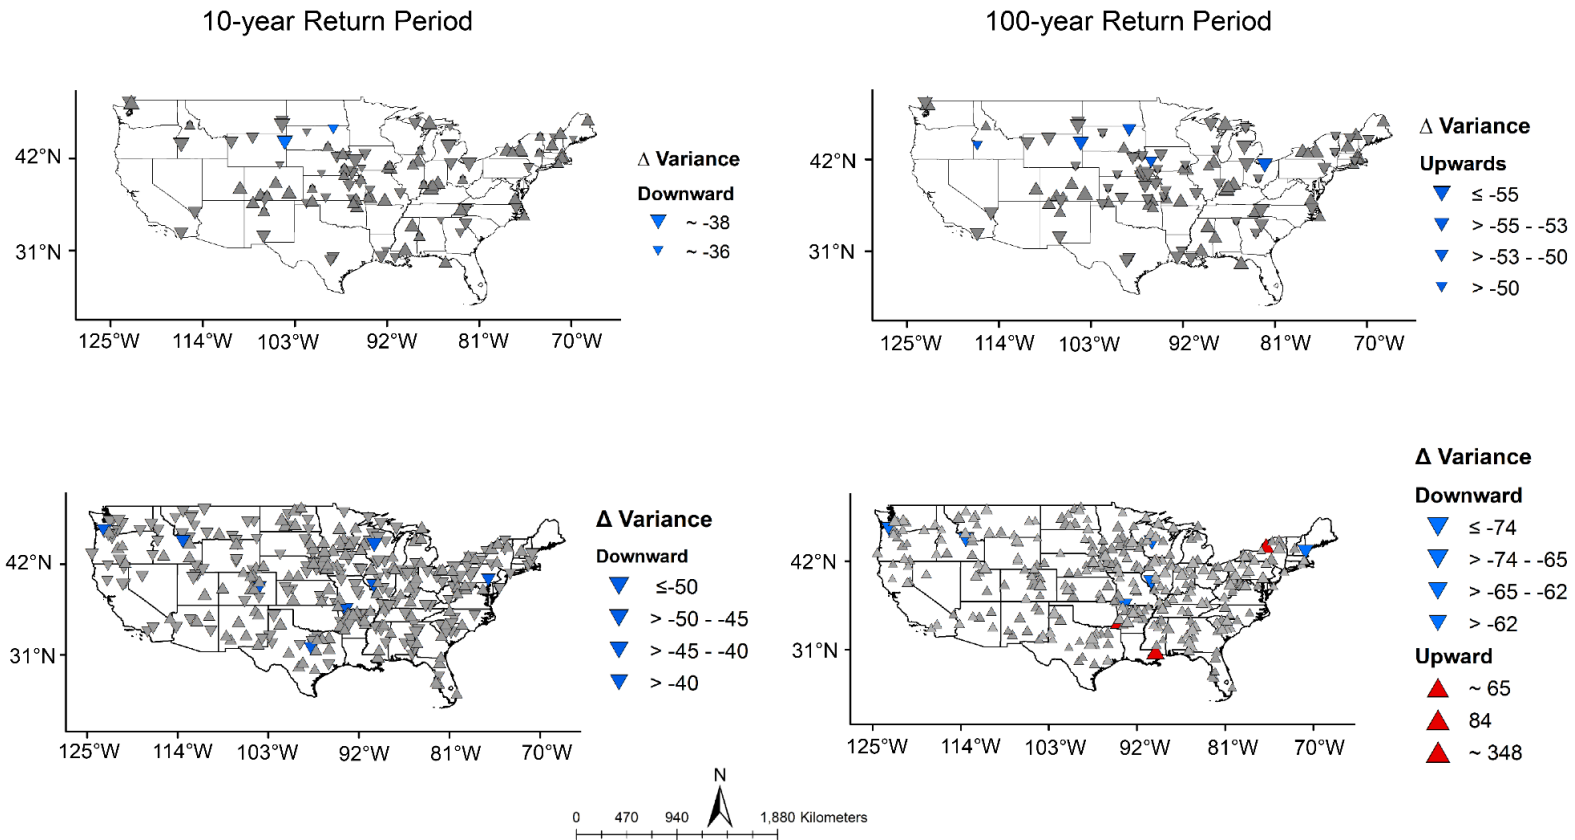 10-year Return Period
100-year Return Period
42°N
31°N
125°W
114°W
103°W
92°W
81°W
70°W
Δ Variance
Downward
~ -38
~ -36
42°N
31°N
125°W
114°W
103°W
92°W
81°W
70°W
Δ Variance
Upwards
≤ -55
> -55 - -53
> -53 - -50
> -50
42°N
31°N
125°W
114°W
103°W
92°W
81°W
70°W
Δ Variance
Downward
≤-50
> -50 - -45
> -45 - -40
> -40
42°N
31°N
125°W
114°W
103°W
92°W
81°W
70°W
Δ Variance
Downward
≤ -74
> -74 - -65
> -65 - -62
> -62
Upward
~ 65
84
~ 348
N
0 470 940 1,880 Kilometers